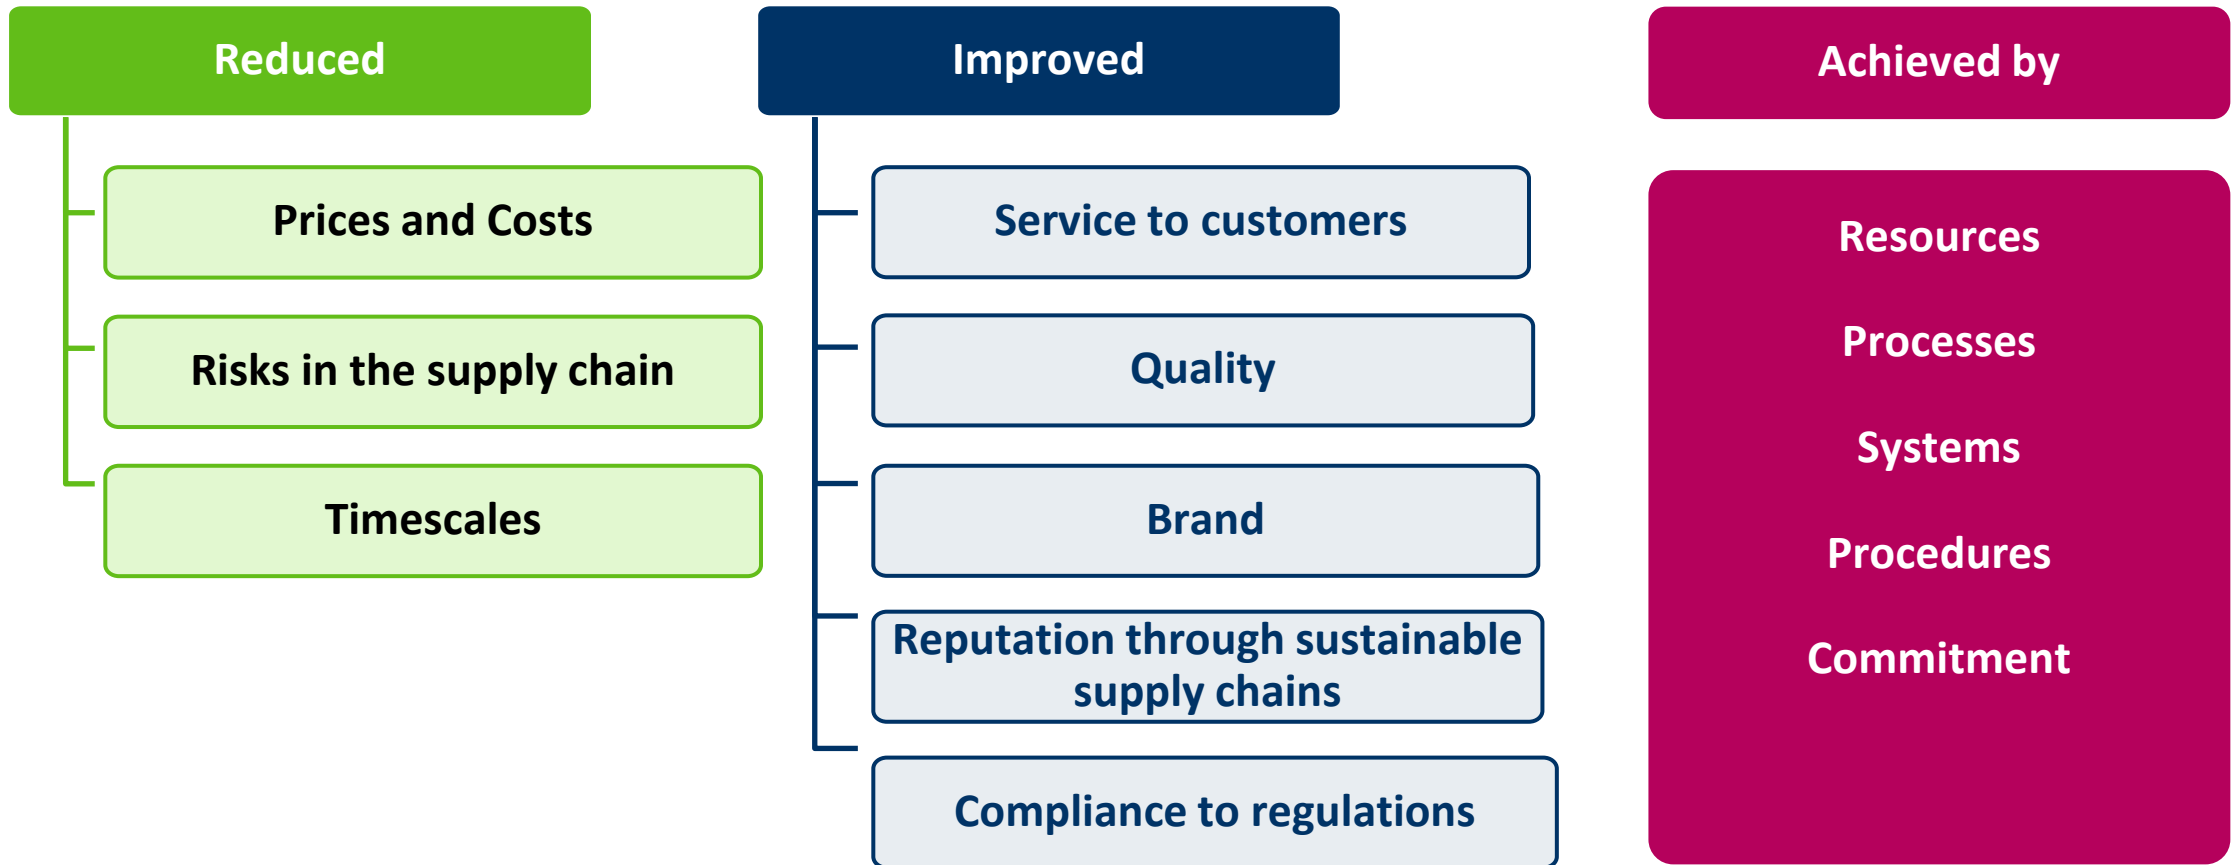 Reduced
Prices and Costs
Risks in the supply chain
Timescales
Improved
Service to customers
Quality
Brand
Reputation through sustainable
supply chains
Compliance to regulations
Achieved by
Resources
Processes
Systems
Procedures
Commitment